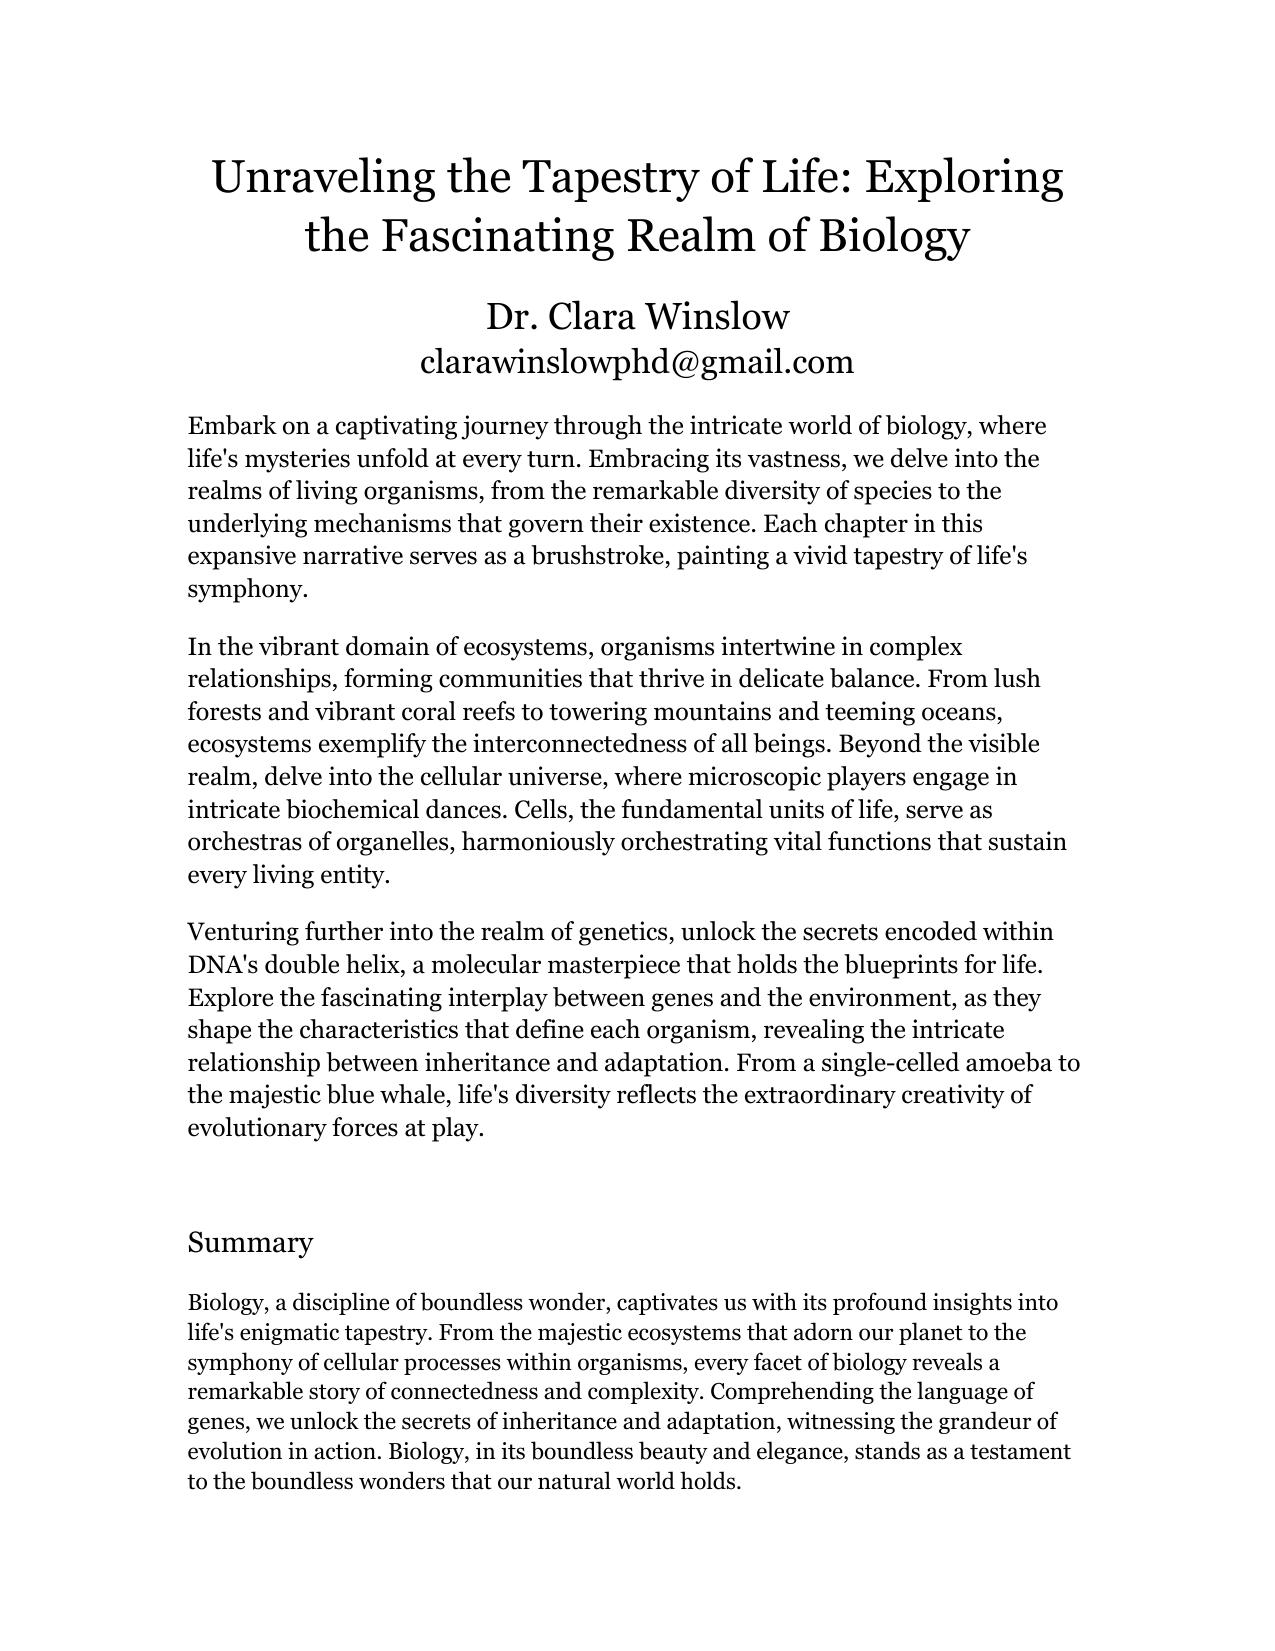 Unraveling the Tapestry of Life: Exploring
the Fascinating Realm of Biology
Dr. Clara Winslow
clarawinslowphd@gmail.com
Embark on a captivating journey through the intricate world of biology, where
life's mysteries unfold at every turn. Embracing its vastness, we delve into the
realms of living organisms, from the remarkable diversity of species to the
underlying mechanisms that govern their existence. Each chapter in this
expansive narrative serves as a brushstroke, painting a vivid tapestry of life's
symphony.
In the vibrant domain of ecosystems, organisms intertwine in complex
relationships, forming communities that thrive in delicate balance. From lush
forests and vibrant coral reefs to towering mountains and teeming oceans,
ecosystems exemplify the interconnectedness of all beings. Beyond the visible
realm, delve into the cellular universe, where microscopic players engage in
intricate biochemical dances. Cells, the fundamental units of life, serve as
orchestras of organelles, harmoniously orchestrating vital functions that sustain
every living entity.
Venturing further into the realm of genetics, unlock the secrets encoded within
DNA's double helix, a molecular masterpiece that holds the blueprints for life.
Explore the fascinating interplay between genes and the environment, as they
shape the characteristics that define each organism, revealing the intricate
relationship between inheritance and adaptation. From a single-celled amoeba to
the majestic blue whale, life's diversity reflects the extraordinary creativity of
evolutionary forces at play.
Summary
Biology, a discipline of boundless wonder, captivates us with its profound insights into
life's enigmatic tapestry. From the majestic ecosystems that adorn our planet to the
symphony of cellular processes within organisms, every facet of biology reveals a
remarkable story of connectedness and complexity. Comprehending the language of
genes, we unlock the secrets of inheritance and adaptation, witnessing the grandeur of
evolution in action. Biology, in its boundless beauty and elegance, stands as a testament
to the boundless wonders that our natural world holds.